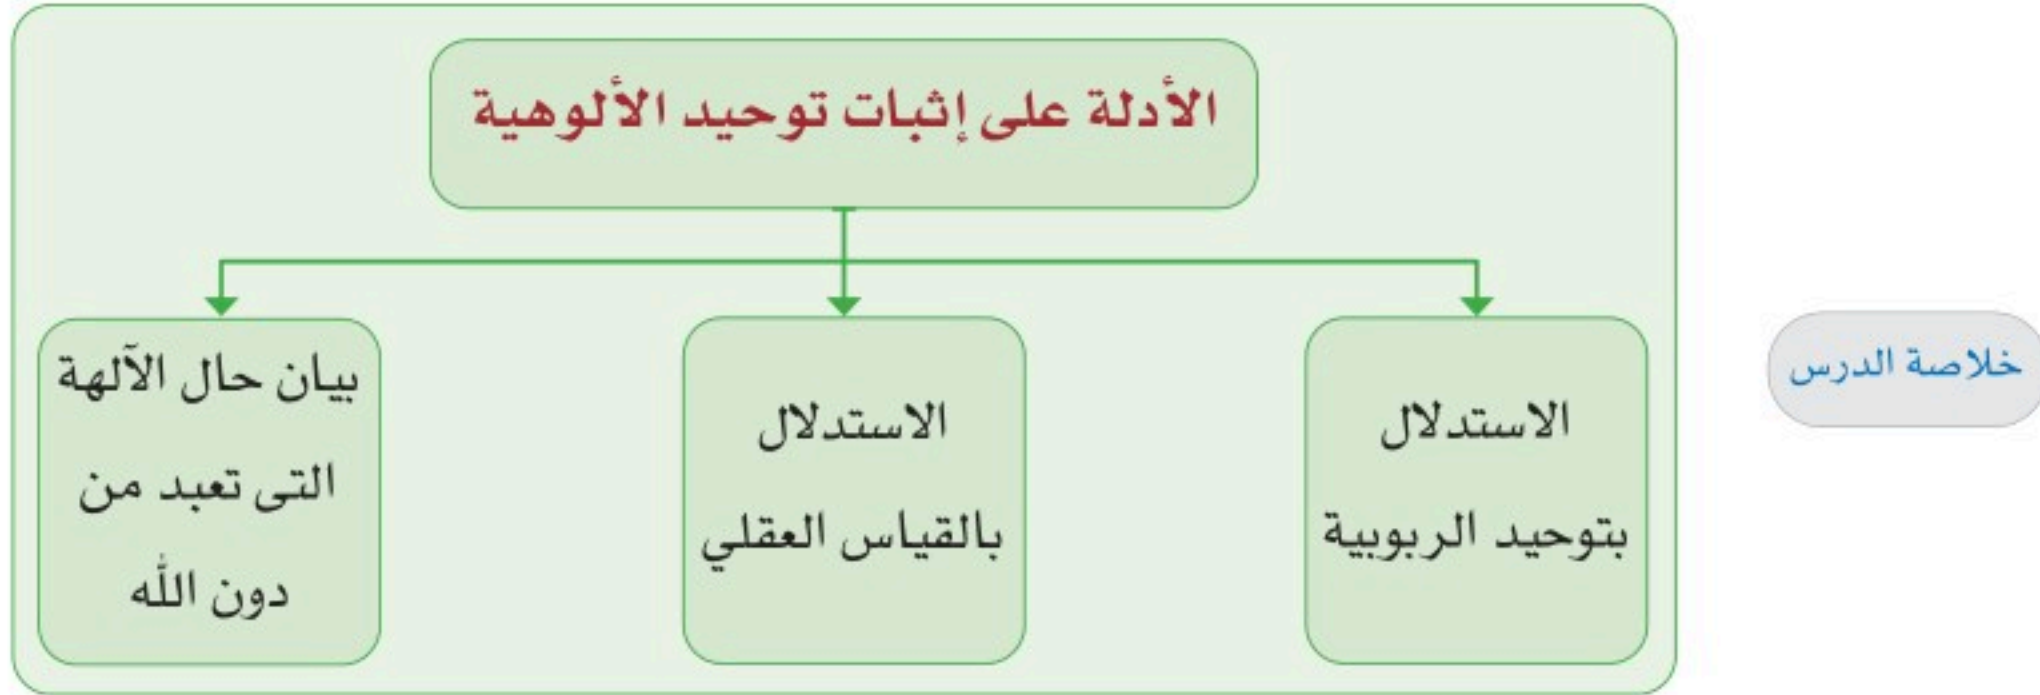 خلاصة الدرس
الأدلة على إثبات توحيد الألوهية
الاستدلال
بتوحيد الربوبية
الاستدلال
بالقياس العقلي
بيان حال الآلهة
التى تعبد من
دون الله